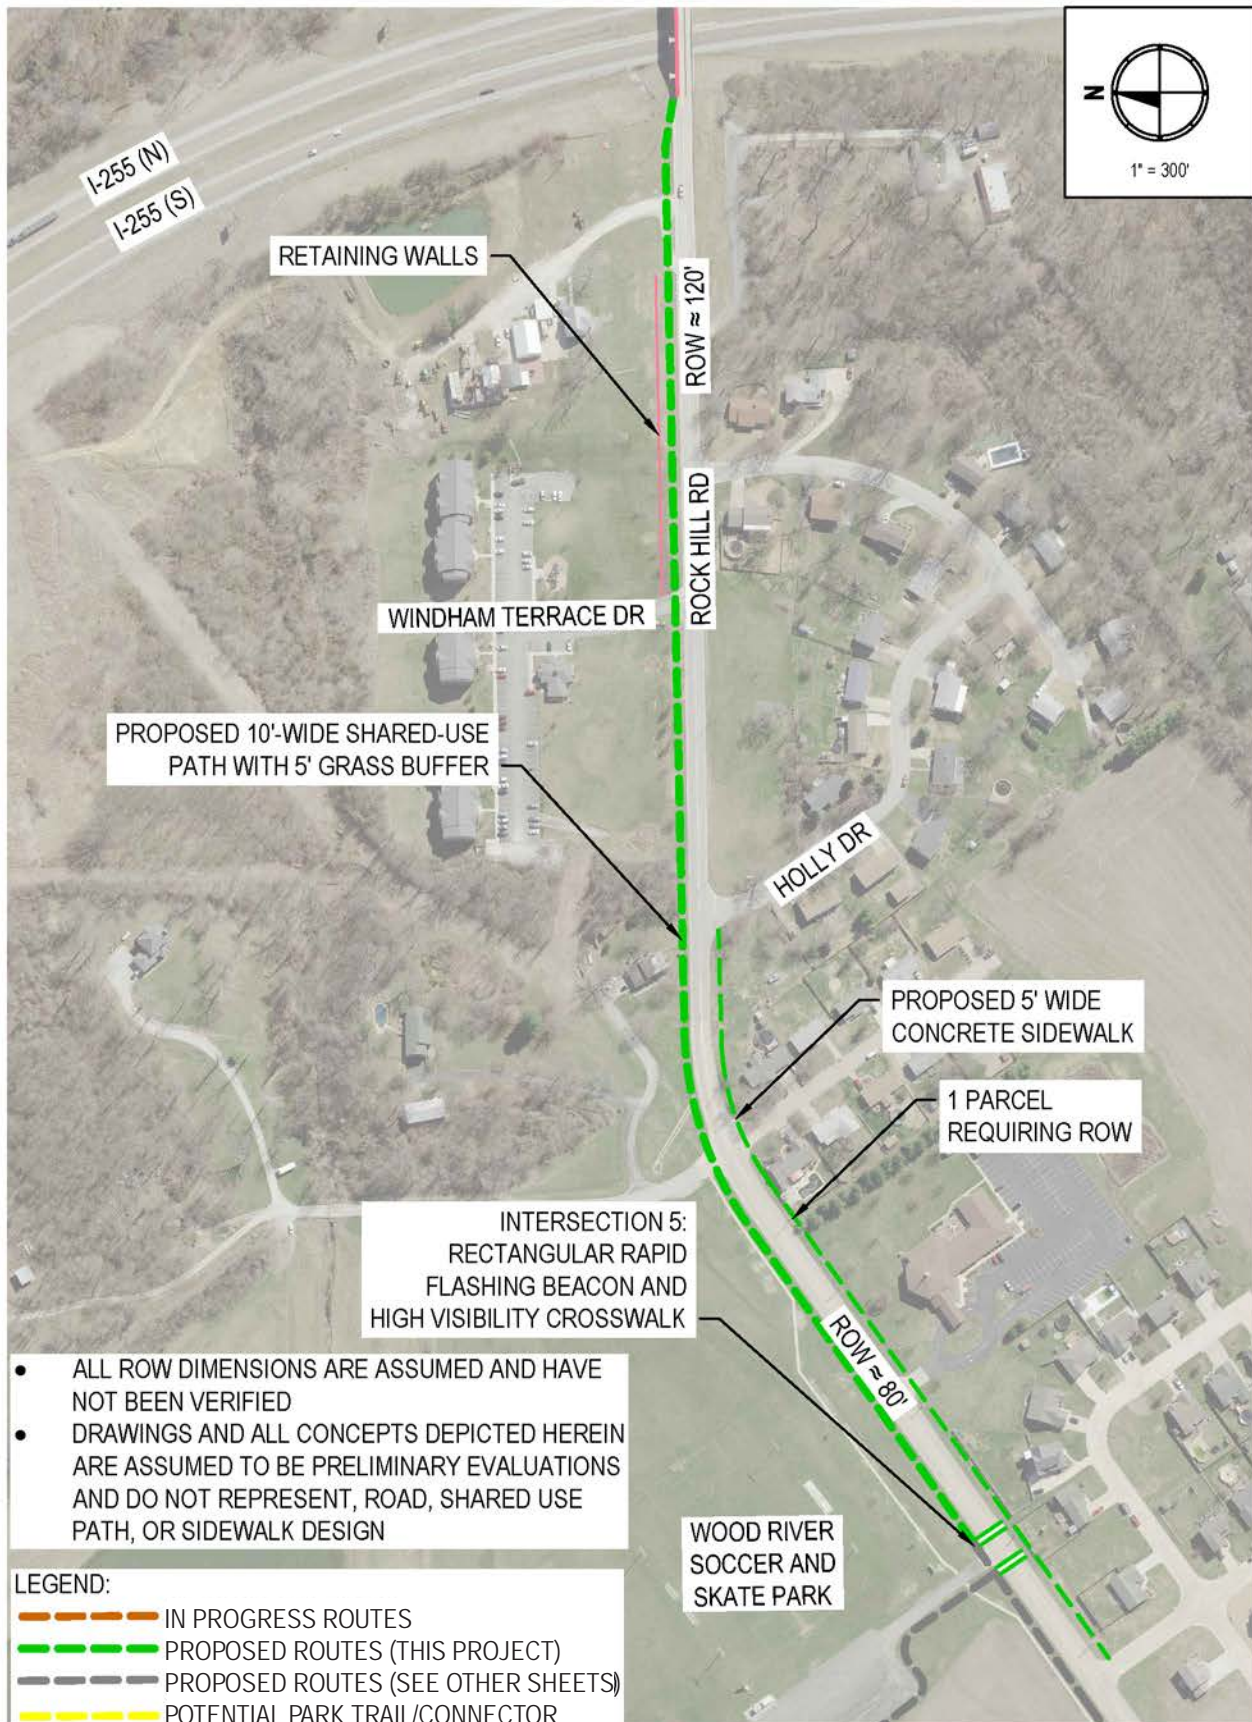 N
1" = 300'
I-255 (N)
I-255 (S)
RETAINING WALLS
ROW ≈ 120'
ROCK HILL RD
WINDHAM TERRACE DR
PROPOSED 10'-WIDE SHARED-USE
PATH WITH 5' GRASS BUFFER
HOLLY DR
PROPOSED 5' WIDE
CONCRETE SIDEWALK
1 PARCEL
REQUIRING ROW
INTERSECTION 5:
RECTANGULAR RAPID
FLASHING BEACON AND
HIGH VISIBILITY CROSSWALK
ROW ≈ 80'
• ALL ROW DIMENSIONS ARE ASSUMED AND HAVE
NOT BEEN VERIFIED
• DRAWINGS AND ALL CONCEPTS DEPICTED HEREIN
ARE ASSUMED TO BE PRELIMINARY EVALUATIONS
AND DO NOT REPRESENT, ROAD, SHARED USE
PATH, OR SIDEWALK DESIGN
WOOD RIVER
SOCCER AND
SKATE PARK
LEGEND:
IN PROGRESS ROUTES
PROPOSED ROUTES (THIS PROJECT)
PROPOSED ROUTES (SEE OTHER SHEETS)
POTENTIAL PARK TRAIL/CONNECTOR